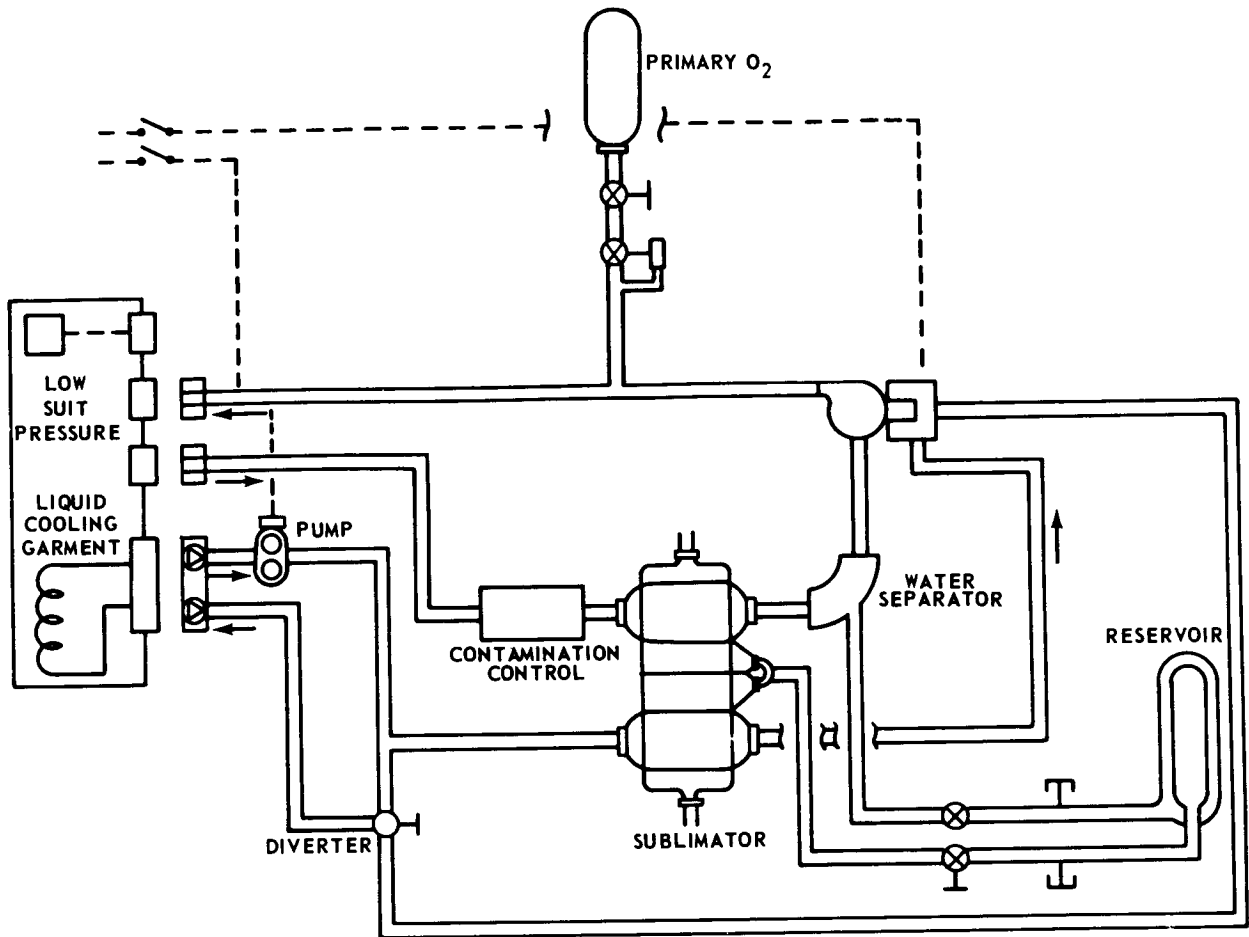 PRIMARY O2
LOW
SUIT
PRESSURE
LIQUID
COOLING
GARMENT
PUMP
WATER
SEPARATOR
RESERVOIR
CONTAMINATION
CONTROL
DIVERTER
SUBLIMATOR